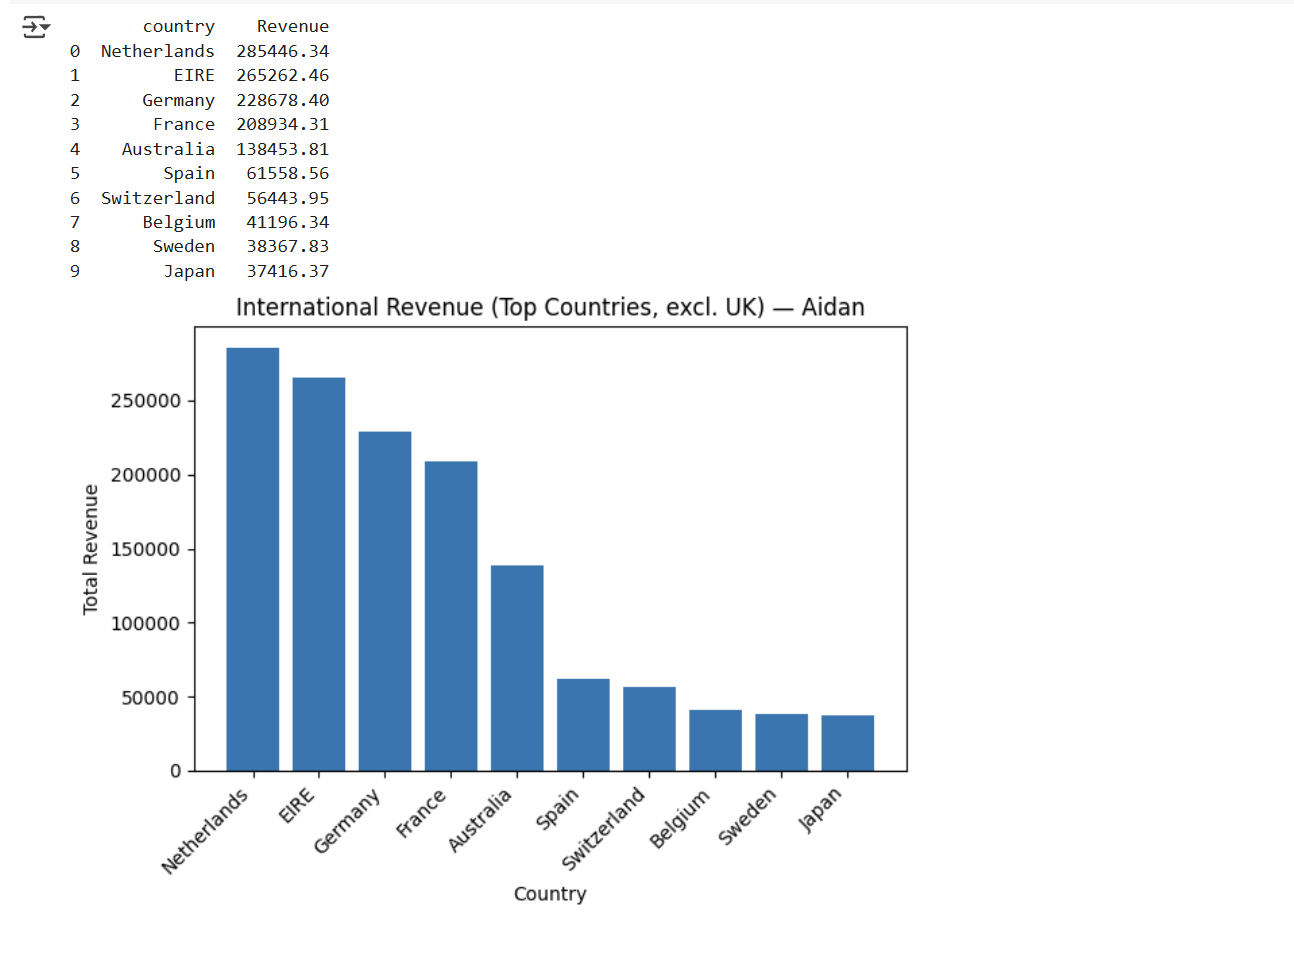 country Revenue
0 Netherlands 285446.34
1 EIRE 265262.46
2 Germany 228678.40
3 France 208934.31
4 Australia 138453.81
5 Spain 61558.56
6 Switzerland 56443.95
7 Belgium 41196.34
8 Sweden 38367.83
9 Japan 37416.37
International Revenue (Top Countries, excl. UK) — Aidan
Total Revenue
250000
200000
150000
100000
50000
0
Netherlands
EIRE
Germany
France
Australia
Spain
Switzerland
Belgium
Sweden
Japan
Country